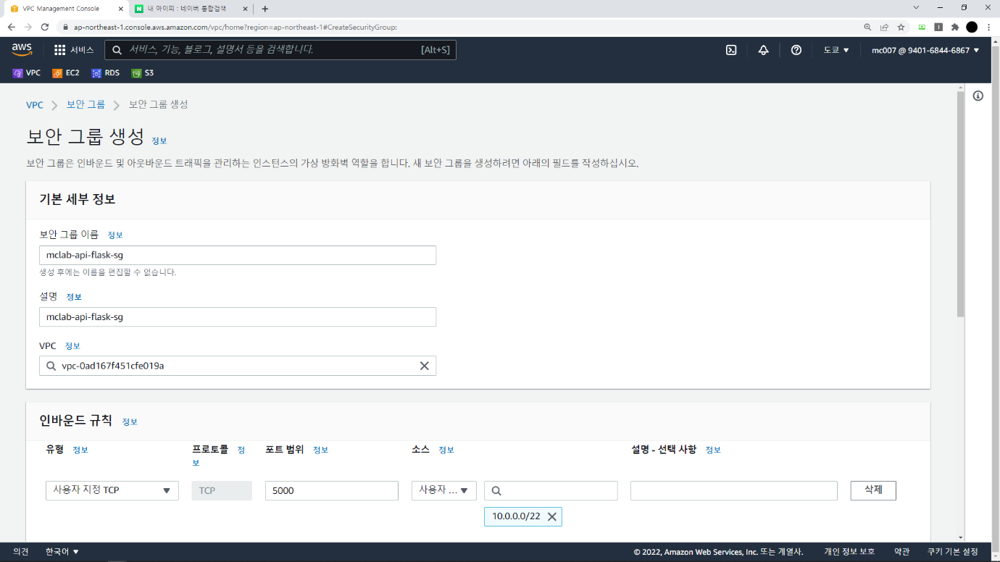 VPC Management Console
내 아이피 : 네이버 통합검색
ap-northeast-1.console.aws.amazon.com/vpc/home?region=ap-northeast-1#CreateSecurityGroup:
aws
서비스
서비스, 기능, 블로그, 설명서 등을 검색합니다.
[Alt+S]
도쿄
mc007 @ 9401-6844-6867
VPC
EC2
RDS
S3
VPC
보안 그룹
보안 그룹 생성
보안 그룹 생성 정보
보안 그룹은 인바운드 및 아웃바운드 트래픽을 관리하는 인스턴스의 가상 방화벽 역할을 합니다. 새 보안 그룹을 생성하려면 아래의 필드를 작성하십시오.
기본 세부 정보
보안 그룹 이름 정보
mclab-api-flask-sg
생성 후에는 이름을 편집할 수 없습니다.
설명 정보
mclab-api-flask-sg
VPC 정보
vpc-0ad167f451cfe019a
인바운드 규칙 정보
유형 정보
프로토콜 정
보
포트 범위 정보
소스 정보
설명 - 선택 사항 정보
사용자 지정 TCP
TCP
5000
사용자 ...
삭제
10.0.0.0/22
의견
한국어
© 2022, Amazon Web Services, Inc. 또는 계열사.
개인 정보 보호
약관
쿠키 기본 설정